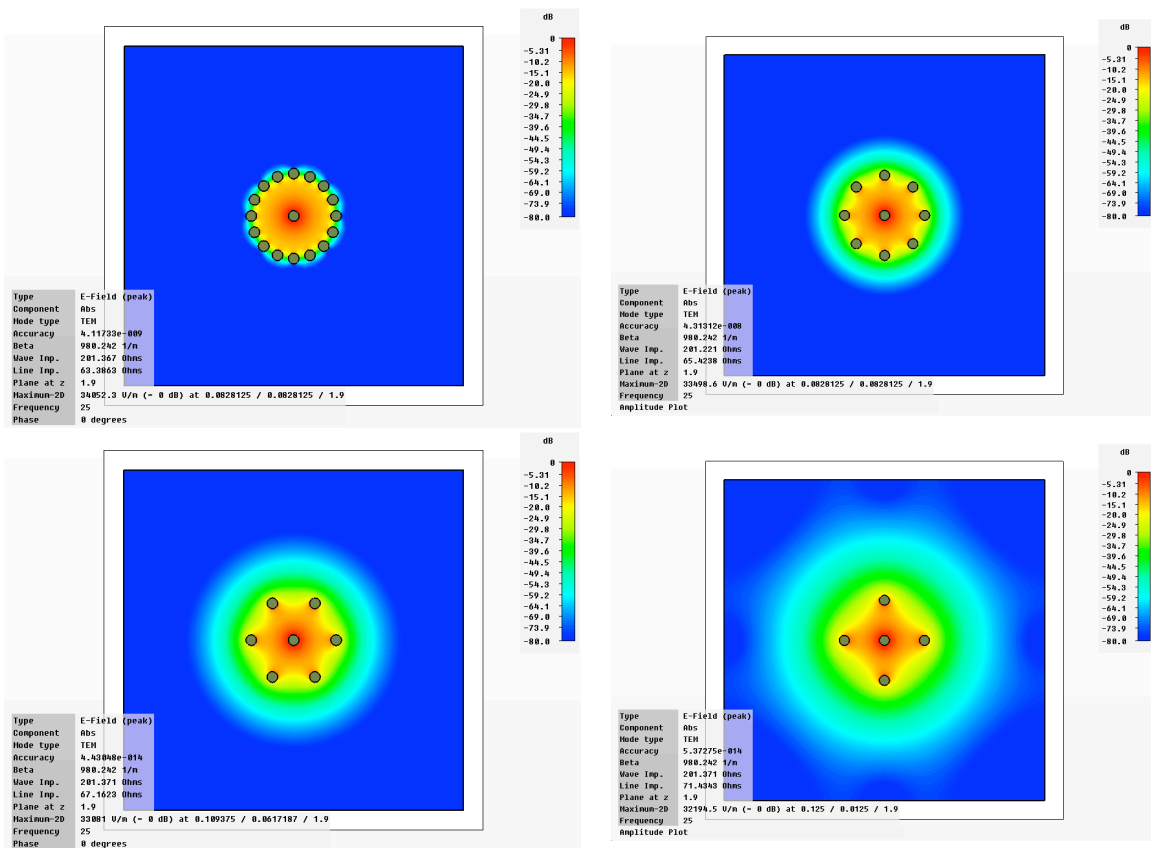 dB
0
-5.31
-10.2
-15.1
-20.0
-24.9
-29.8
-34.7
-39.6
-44.5
-49.4
-54.3
-59.2
-64.1
-69.0
-73.9
-80.0
Type E-Field (peak)
Component Abs
Mode type TEM
Accuracy 4.11733e-009
Beta 980.242 1/m
Wave Imp. 201.367 Ohms
Line Imp. 63.3863 Ohms
Plane at z 1.9
Maximum-2D 34052.3 V/m (= 0 dB) at 0.0828125 / 0.0828125 / 1.9
Frequency 25
Phase 0 degrees
dB
0
-5.31
-10.2
-15.1
-20.0
-24.9
-29.8
-34.7
-39.6
-44.5
-49.4
-54.3
-59.2
-64.1
-69.0
-73.9
-80.0
Type E-Field (peak)
Component Abs
Mode type TEM
Accuracy 4.31312e-008
Beta 980.242 1/m
Wave Imp. 201.221 Ohms
Line Imp. 65.4238 Ohms
Plane at z 1.9
Maximum-2D 33498.6 V/m (= 0 dB) at 0.0828125 / 0.0828125 / 1.9
Frequency 25
Amplitude Plot
dB
0
-5.31
-10.2
-15.1
-20.0
-24.9
-29.8
-34.7
-39.6
-44.5
-49.4
-54.3
-59.2
-64.1
-69.0
-73.9
-80.0
Type E-Field (peak)
Component Abs
Mode type TEM
Accuracy 4.43048e-014
Beta 980.242 1/m
Wave Imp. 201.371 Ohms
Line Imp. 67.1623 Ohms
Plane at z 1.9
Maximum-2D 33081 V/m (= 0 dB) at 0.109375 / 0.0617187 / 1.9
Frequency 25
Phase 0 degrees
dB
0
-5.31
-10.2
-15.1
-20.0
-24.9
-29.8
-34.7
-39.6
-44.5
-49.4
-54.3
-59.2
-64.1
-69.0
-73.9
-80.0
Type E-Field (peak)
Component Abs
Mode type TEM
Accuracy 5.37275e-014
Beta 980.242 1/m
Wave Imp. 201.371 Ohms
Line Imp. 71.4343 Ohms
Plane at z 1.9
Maximum-2D 32194.5 V/m (= 0 dB) at 0.125 / 0.0125 / 1.9
Frequency 25
Amplitude Plot